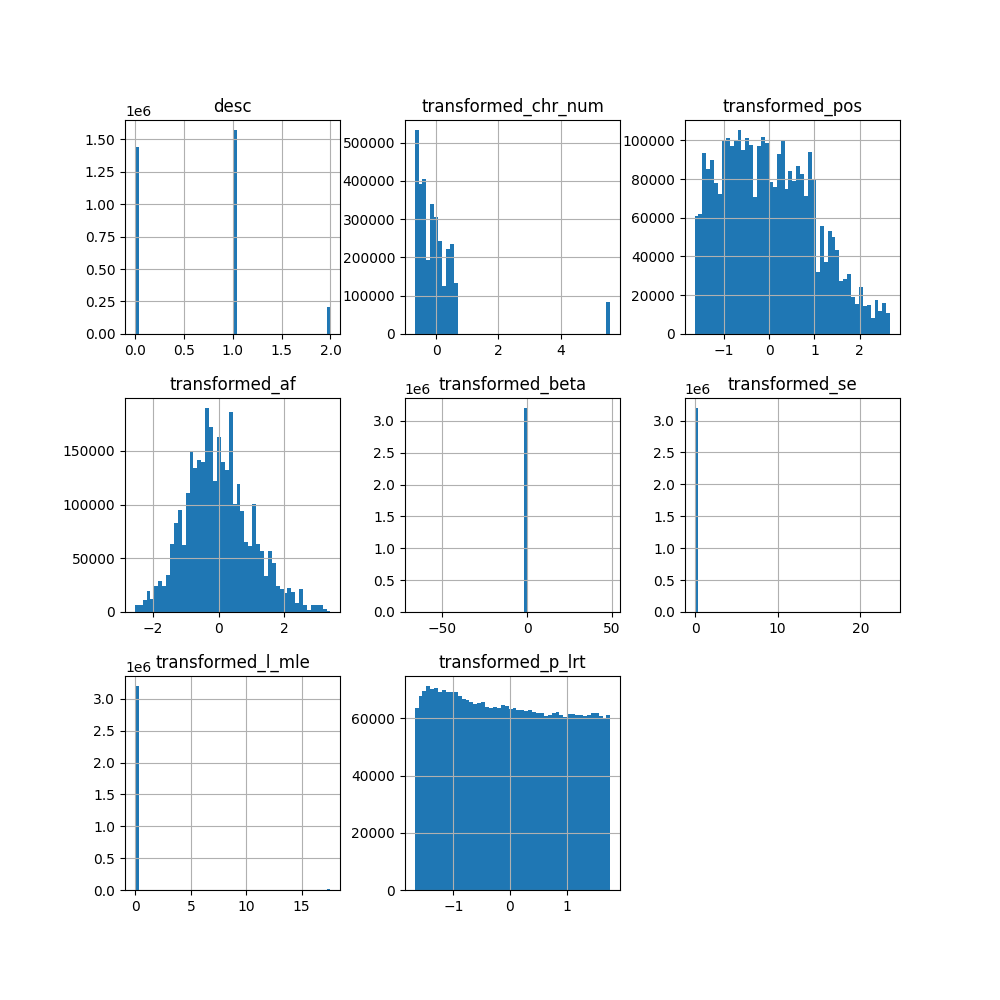 desc
1e6
1.50
1.25
1.00
0.75
0.50
0.25
0.00
0.0 0.5 1.0 1.5 2.0
transformed_chr_num
500000
400000
300000
200000
100000
0
0 2 4
transformed_pos
100000
80000
60000
40000
20000
0
−1 0 1 2
transformed_af
150000
100000
50000
0
−2 0 2
transformed_beta
1e6
3.0
2.5
2.0
1.5
1.0
0.5
0.0
−50 0 50
transformed_se
1e6
3.0
2.5
2.0
1.5
1.0
0.5
0.0
0 10 20
transformed_l_mle
1e6
3.0
2.5
2.0
1.5
1.0
0.5
0.0
0 5 10 15
transformed_p_lrt
60000
40000
20000
0
−1 0 1